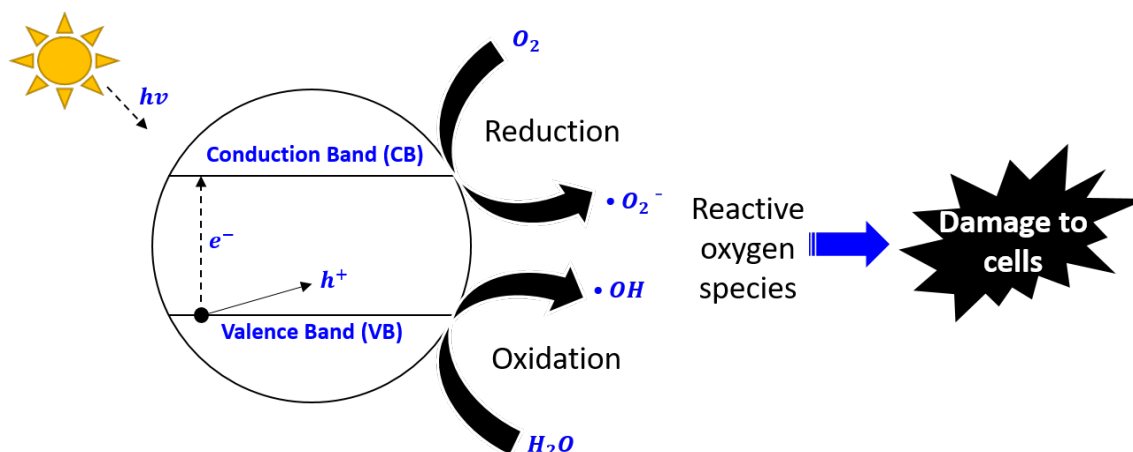 O₂
hv
Reduction
Conduction Band (CB)
• O₂⁻
Reactive
oxygen
species
Damage to
cells
e⁻
h⁺
• OH
Valence Band (VB)
Oxidation
H₂O